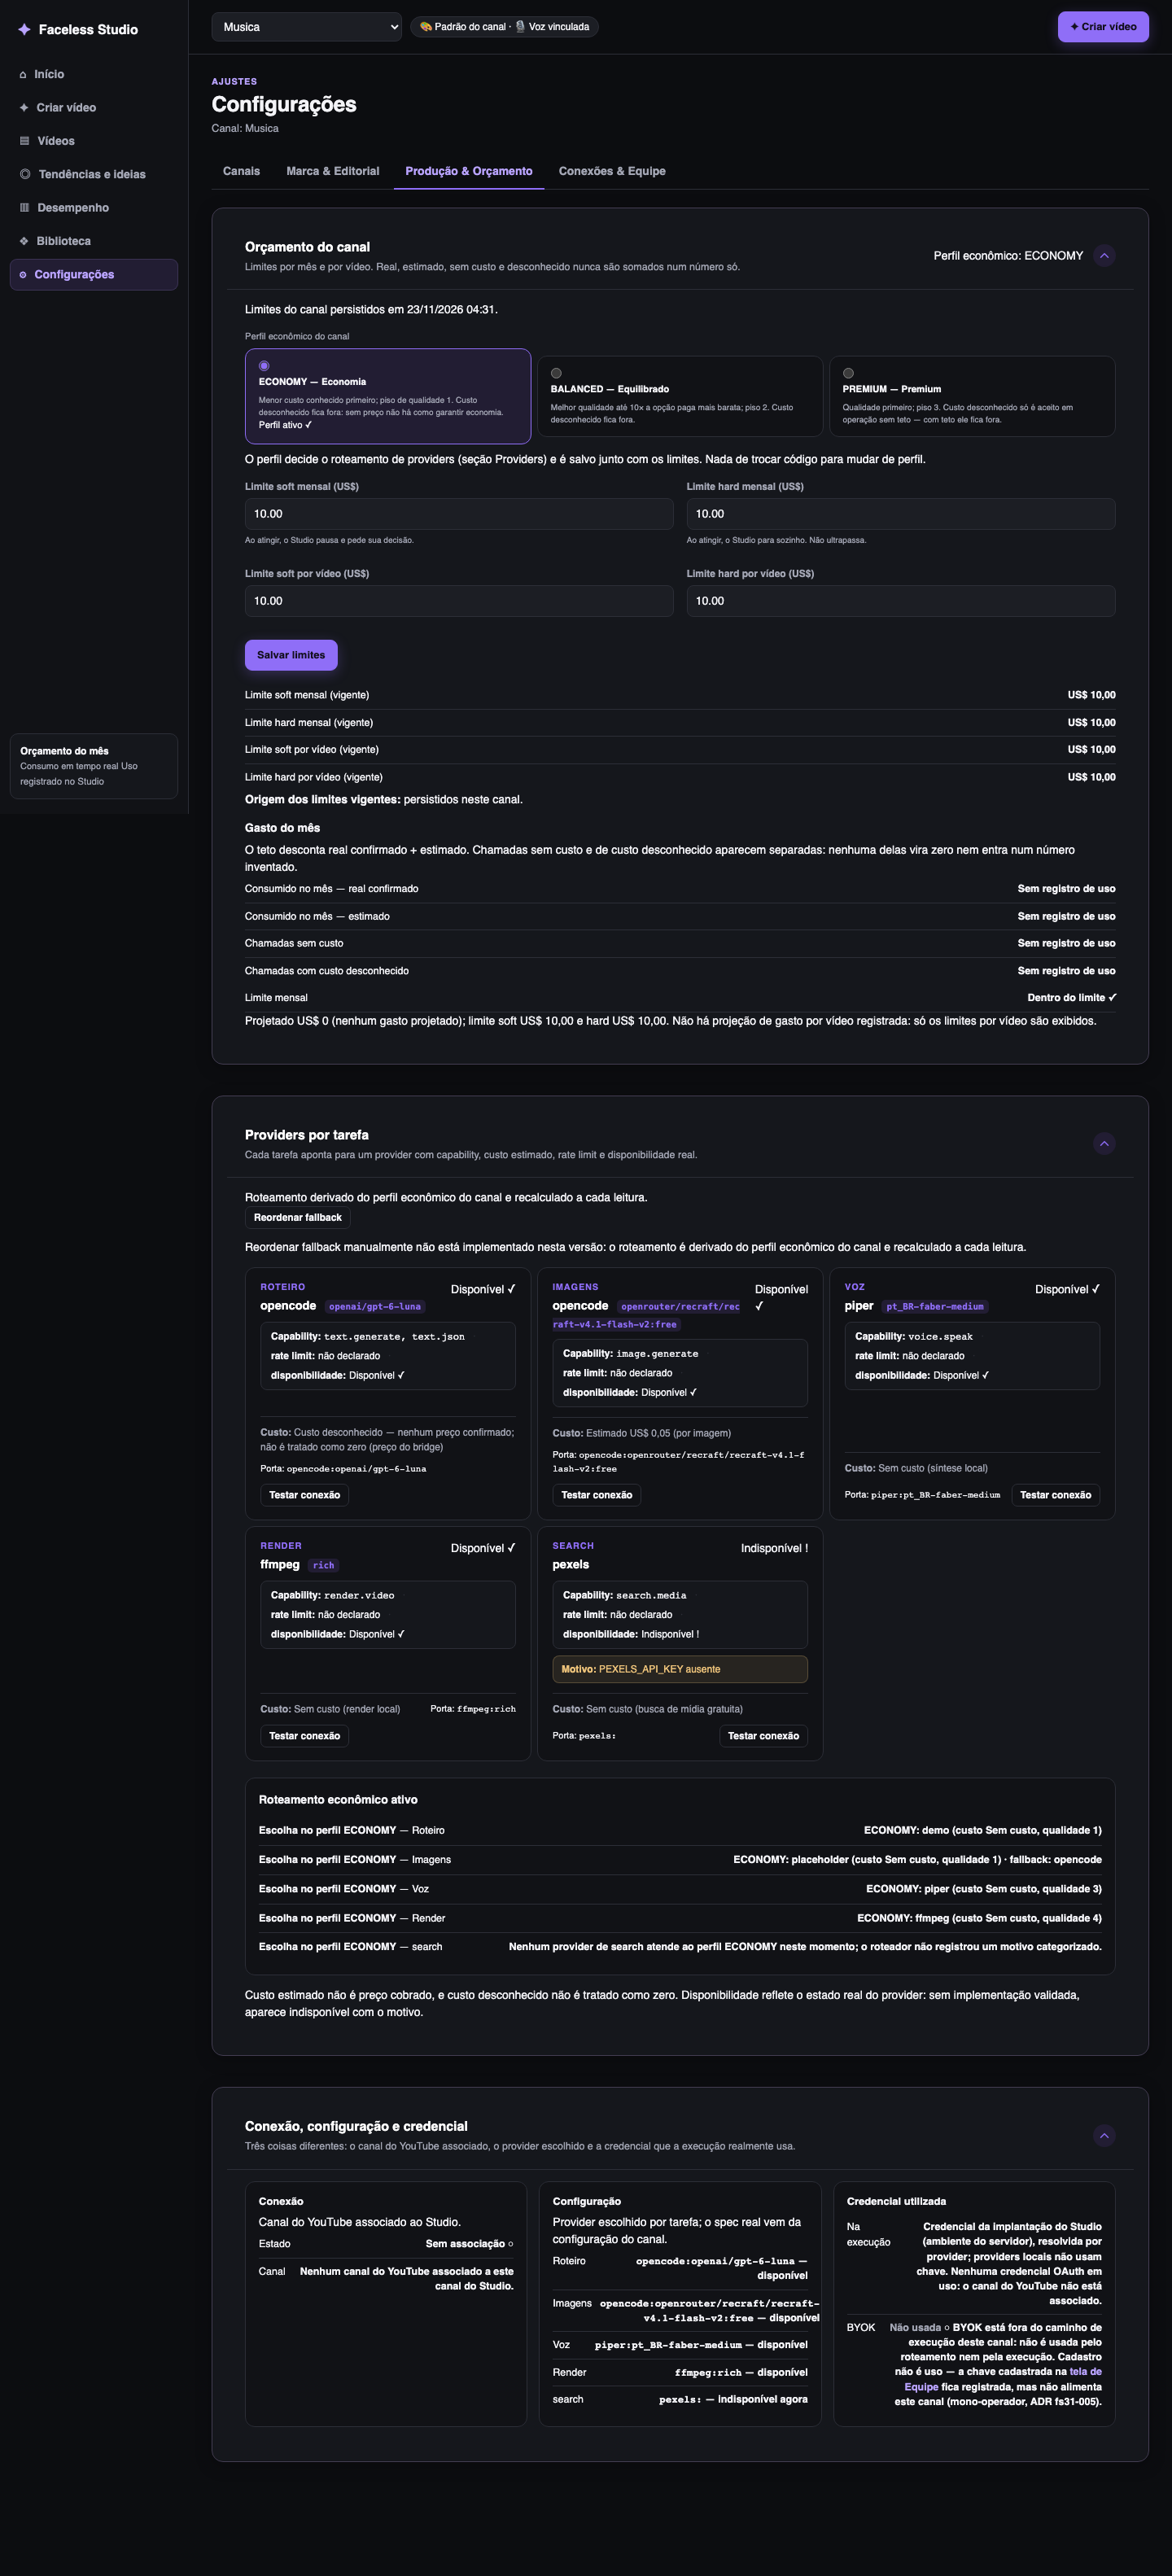 Faceless Studio
Início
Criar vídeo
Vídeos
Tendências e ideias
Desempenho
Biblioteca
Configurações
Orçamento do mês
Consumo em tempo real Uso
registrado no Studio
Musica
Padrão do canal · Voz vinculada
Criar vídeo
AJUSTES
Configurações
Canal: Musica
Canais
Marca & Editorial
Produção & Orçamento
Conexões & Equipe
Orçamento do canal
Limites por mês e por vídeo. Real, estimado, sem custo e desconhecido nunca são somados num número só.
Perfil econômico: ECONOMY
Limites do canal persistidos em 23/11/2026 04:31.
Perfil econômico do canal
ECONOMY — Economia
Menor custo conhecido primeiro; piso de qualidade 1. Custo
desconhecido fica fora: sem preço não há como garantir economia.
Perfil ativo ✓
BALANCED — Equilibrado
Melhor qualidade até 10× a opção paga mais barata; piso 2. Custo
desconhecido fica fora.
PREMIUM — Premium
Qualidade primeiro; piso 3. Custo desconhecido só é aceito em
operação sem teto — com teto ele fica fora.
O perfil decide o roteamento de providers (seção Providers) e é salvo junto com os limites. Nada de trocar código para mudar de perfil.
Limite soft mensal (US$)
10.00
Ao atingir, o Studio pausa e pede sua decisão.
Limite hard mensal (US$)
10.00
Ao atingir, o Studio para sozinho. Não ultrapassa.
Limite soft por vídeo (US$)
10.00
Limite hard por vídeo (US$)
10.00
Salvar limites
Limite soft mensal (vigente) US$ 10,00
Limite hard mensal (vigente) US$ 10,00
Limite soft por vídeo (vigente) US$ 10,00
Limite hard por vídeo (vigente) US$ 10,00
Origem dos limites vigentes: persistidos neste canal.
Gasto do mês
O teto desconta real confirmado + estimado. Chamadas sem custo e de custo desconhecido aparecem separadas: nenhuma delas vira zero nem entra num número
inventado.
Consumido no mês — real confirmado Sem registro de uso
Consumido no mês — estimado Sem registro de uso
Chamadas sem custo Sem registro de uso
Chamadas com custo desconhecido Sem registro de uso
Limite mensal Dentro do limite ✓
Projetado US$ 0 (nenhum gasto projetado); limite soft US$ 10,00 e hard US$ 10,00. Não há projeção de gasto por vídeo registrada: só os limites por vídeo são exibidos.
Providers por tarefa
Cada tarefa aponta para um provider com capability, custo estimado, rate limit e disponibilidade real.
Roteamento derivado do perfil econômico do canal e recalculado a cada leitura.
Reordenar fallback
Reordenar fallback manualmente não está implementado nesta versão: o roteamento é derivado do perfil econômico do canal e recalculado a cada leitura.
ROTEIRO
Disponível ✓
opencode openai/gpt-6-luna
Capability: text.generate, text.json
rate limit: não declarado
disponibilidade: Disponível ✓
Custo: Custo desconhecido — nenhum preço confirmado;
não é tratado como zero (preço do bridge)
Porta: opencode:openai/gpt-6-luna
Testar conexão
IMAGENS
Disponível
✓
opencode openrouter/recraft/rec
raft-v4.1-flash-v2:free
Capability: image.generate
rate limit: não declarado
disponibilidade: Disponível ✓
Custo: Estimado US$ 0,05 (por imagem)
Porta: opencode:openrouter/recraft/recraft-v4.1-f
lash-v2:free
Testar conexão
VOZ
Disponível ✓
piper pt_BR-faber-medium
Capability: voice.speak
rate limit: não declarado
disponibilidade: Disponível ✓
Custo: Sem custo (síntese local)
Porta: piper:pt_BR-faber-medium
Testar conexão
RENDER
Disponível ✓
ffmpeg rich
Capability: render.video
rate limit: não declarado
disponibilidade: Disponível ✓
Custo: Sem custo (render local)
Porta: ffmpeg:rich
Testar conexão
SEARCH
Indisponível !
pexels
Capability: search.media
rate limit: não declarado
disponibilidade: Indisponível !
Motivo: PEXELS_API_KEY ausente
Custo: Sem custo (busca de mídia gratuita)
Porta: pexels:
Testar conexão
Roteamento econômico ativo
Escolha no perfil ECONOMY — Roteiro ECONOMY: demo (custo Sem custo, qualidade 1)
Escolha no perfil ECONOMY — Imagens ECONOMY: placeholder (custo Sem custo, qualidade 1) · fallback: opencode
Escolha no perfil ECONOMY — Voz ECONOMY: piper (custo Sem custo, qualidade 3)
Escolha no perfil ECONOMY — Render ECONOMY: ffmpeg (custo Sem custo, qualidade 4)
Escolha no perfil ECONOMY — search Nenhum provider de search atende ao perfil ECONOMY neste momento; o roteador não registrou um motivo categorizado.
Custo estimado não é preço cobrado, e custo desconhecido não é tratado como zero. Disponibilidade reflete o estado real do provider: sem implementação validada,
aparece indisponível com o motivo.
Conexão, configuração e credencial
Três coisas diferentes: o canal do YouTube associado, o provider escolhido e a credencial que a execução realmente usa.
Conexão
Canal do YouTube associado ao Studio.
Estado Sem associação ○
Canal Nenhum canal do YouTube associado a este
canal do Studio.
Configuração
Provider escolhido por tarefa; o spec real vem da
configuração do canal.
Roteiro opencode:openai/gpt-6-luna —
disponível
Imagens opencode:openrouter/recraft/recraft-
v4.1-flash-v2:free — disponível
Voz piper:pt_BR-faber-medium — disponível
Render ffmpeg:rich — disponível
search pexels: — indisponível agora
Credencial utilizada
Na
execução
Credencial da implantação do Studio
(ambiente do servidor), resolvida por
provider; providers locais não usam
chave. Nenhuma credencial OAuth em
uso: o canal do YouTube não está
associado.
BYOK Não usada ○ BYOK está fora do caminho de
execução deste canal: não é usada pelo
roteamento nem pela execução. Cadastro
não é uso — a chave cadastrada na tela de
Equipe fica registrada, mas não alimenta
este canal (mono-operador, ADR fs31-005).